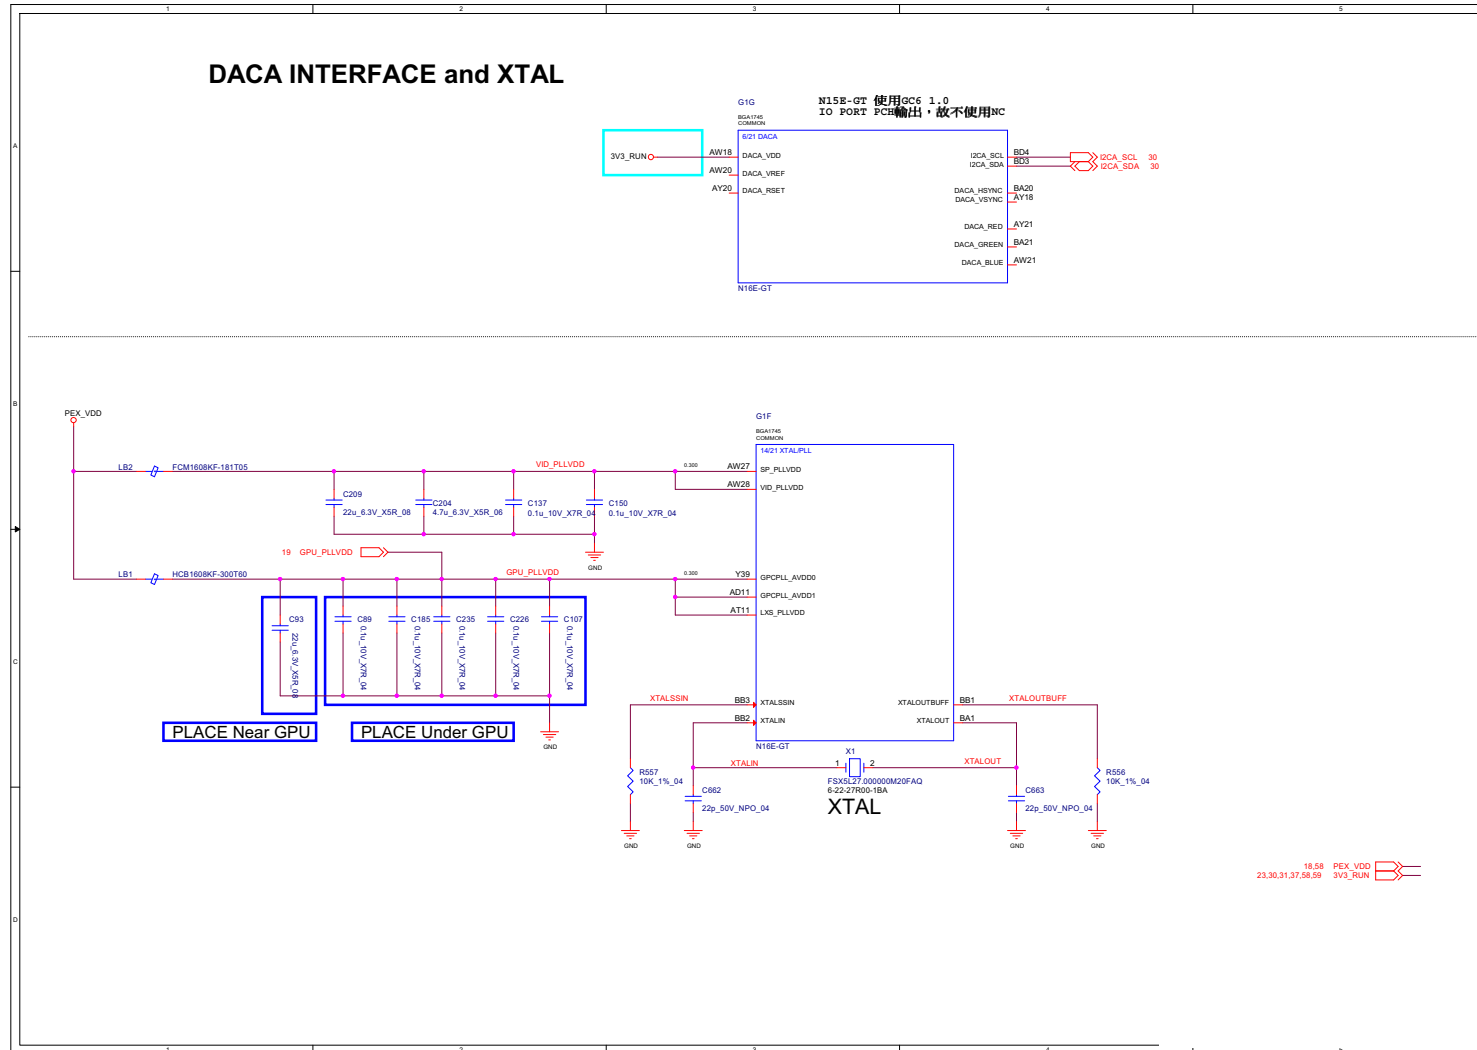 1 2 3 4 5
DACA INTERFACE and XTAL
G1G
N15E-GT 使用GC6 1.0
IO PORT PCH輸出，故不使用NC
BGA1745
COMMON
A
6/21 DACA
3V3_RUN
AW18 DACA_VDD
I2CA_SCL BD4 I2CA_SCL 30
I2CA_SDA BD3 I2CA_SDA 30
AW20 DACA_VREF
AY20 DACA_RSET
DACA_HSYNC BA20
DACA_VSYNC AY18
DACA_RED AY21
DACA_GREEN BA21
DACA_BLUE AW21
N16E-GT
B
PEX_VDD
G1F
BGA1745
COMMON
14/21 XTAL/PLL
LB2 FCM1608KF-181T05
VID_PLLVDD
0.300
AW27 SP_PLLVDD
AW28 VID_PLLVDD
C209
22u_6.3V_X5R_08
C204
4.7u_6.3V_X5R_06
C137
0.1u_10V_X7R_04
C150
0.1u_10V_X7R_04
GND
19 GPU_PLLVDD
LB1 HCB1608KF-300T60
GPU_PLLVDD
0.300
Y39 GPCPLL_AVDD0
AD11 GPCPLL_AVDD1
AT11 LXS_PLLVDD
C93
22u_6.3V_X5R_08
C89
0.1u_10V_X7R_04
C185
0.1u_10V_X7R_04
C235
0.1u_10V_X7R_04
C226
0.1u_10V_X7R_04
C107
0.1u_10V_X7R_04
C
PLACE Near GPU
PLACE Under GPU
GND
XTALSSIN
BB3 XTALSSIN
BB2 XTALIN
XTALOUTBUFF BB1 XTALOUTBUFF
XTALOUT BA1
N16E-GT
X1
XTALIN
1 2
XTALOUT
FSX5L27.000000M20FAQ
6-22-27R00-1BA
XTAL
R557
10K_1%_04
C662
22p_50V_NPO_04
C663
22p_50V_NPO_04
R556
10K_1%_04
GND
GND
GND
GND
18,58 PEX_VDD
23,30,31,37,58,59 3V3_RUN
D
1 2 3 4